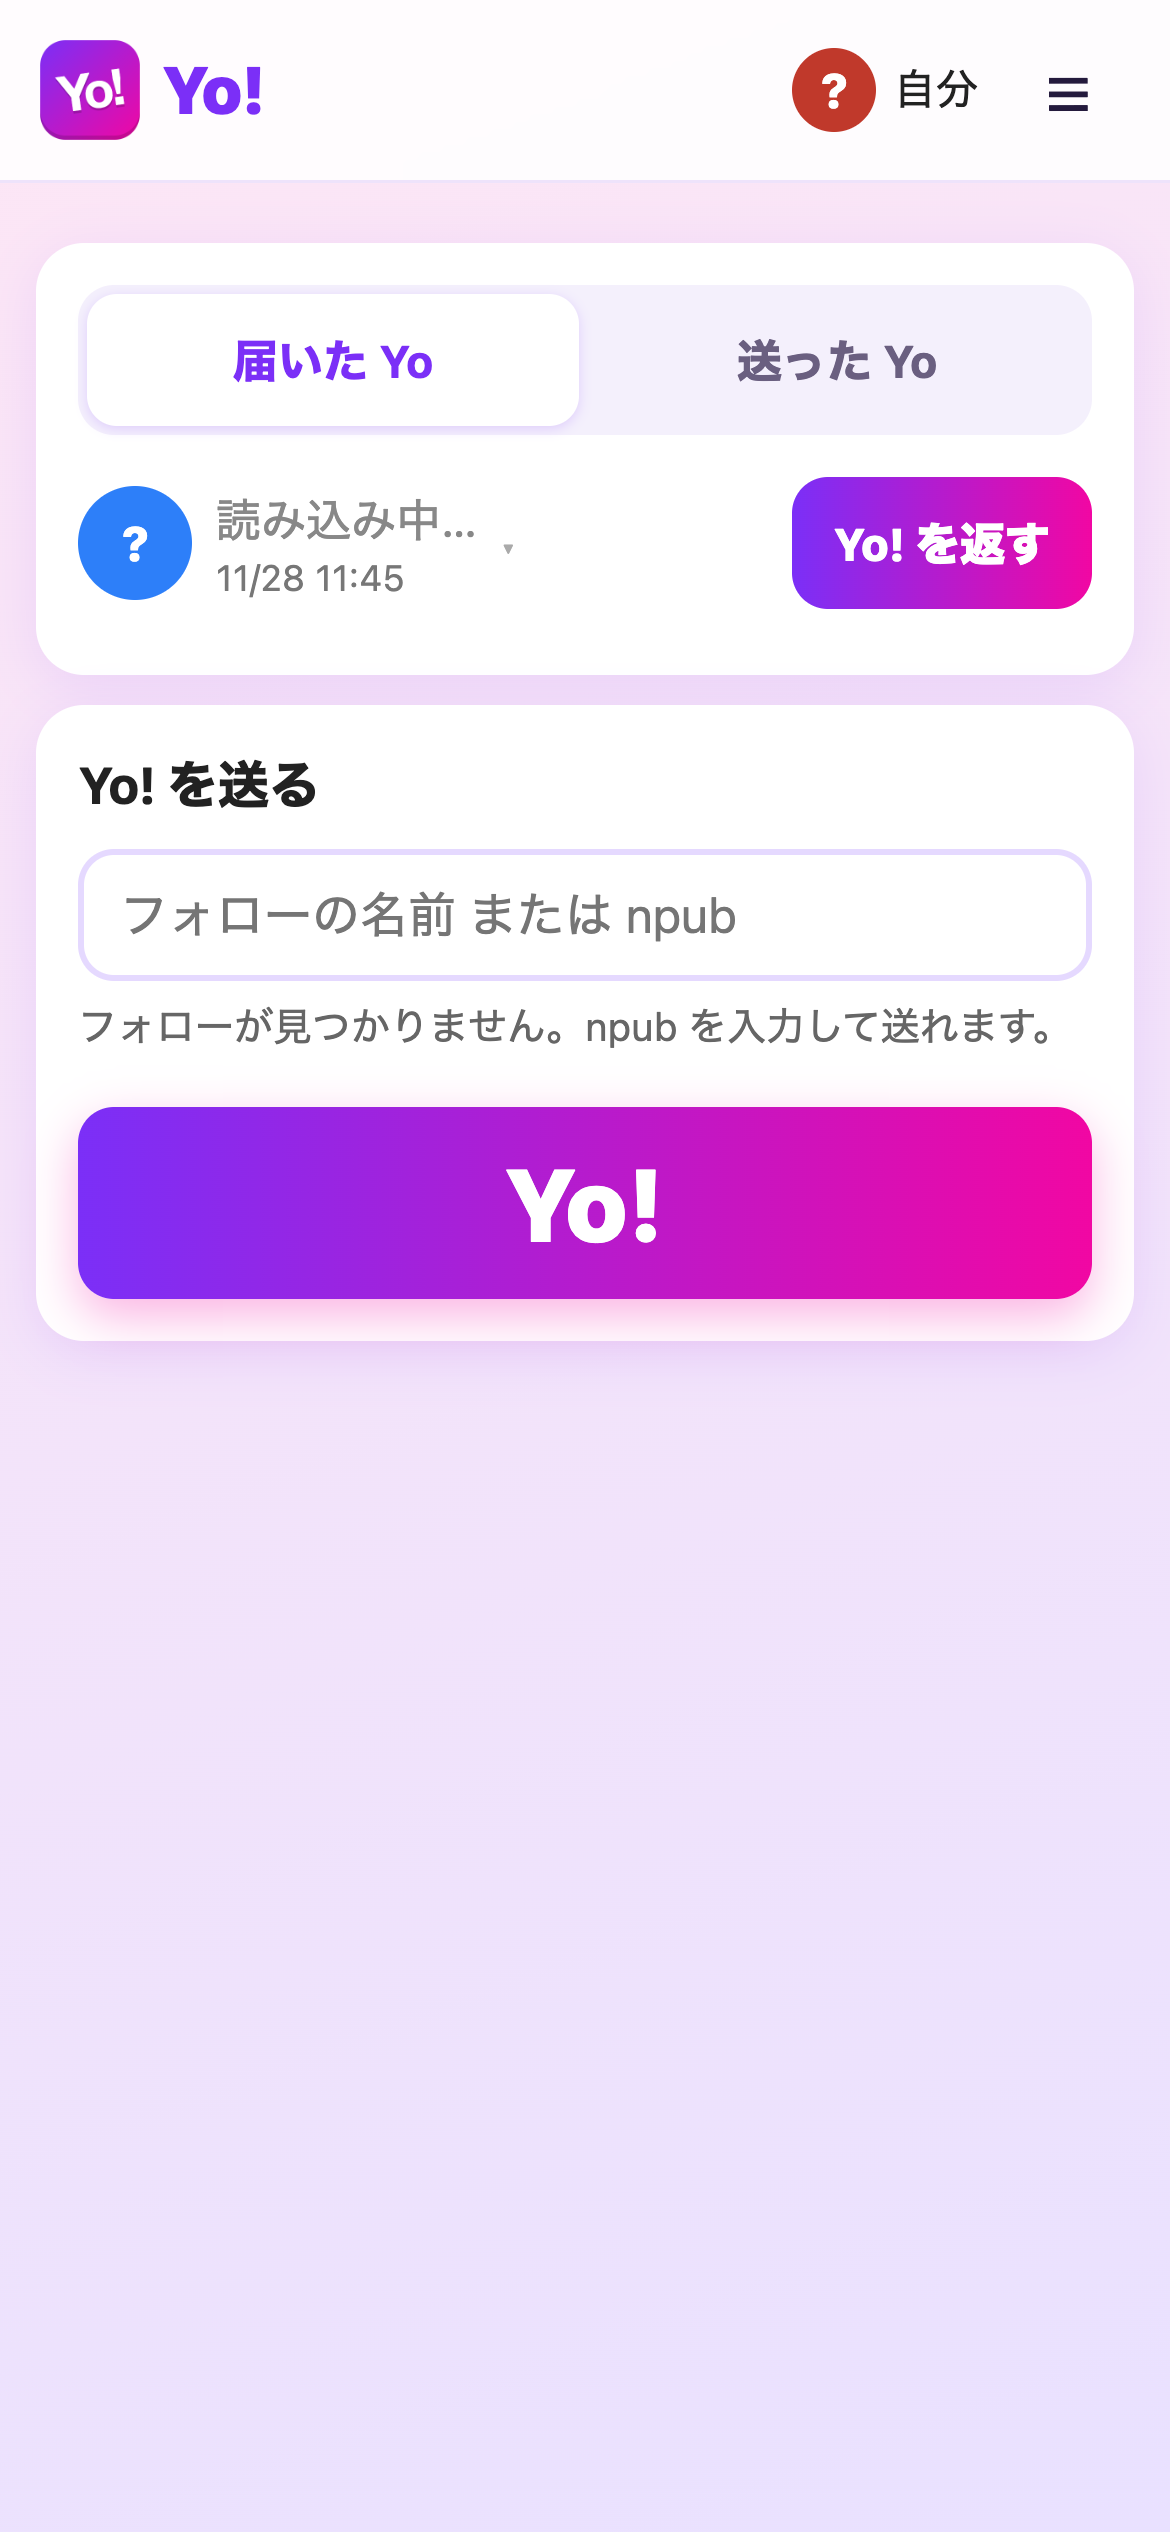 Yo! Yo! ? 自分
届いた Yo 送った Yo
? 読み込み中...
11/28 11:45
Yo! を返す
Yo! を送る
フォローの名前 または npub
フォローが見つかりません。npub を入力して送れます。
Yo!